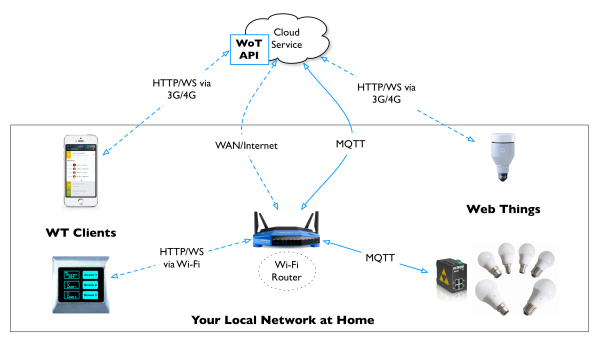 Cloud
Service
WoT
API
HTTP/WS via
3G/4G
HTTP/WS via
3G/4G
WAN/Internet
MQTT
WT Clients
Web Things
HTTP/WS
via Wi-Fi
MQTT
Wi-Fi
Router
Your Local Network at Home